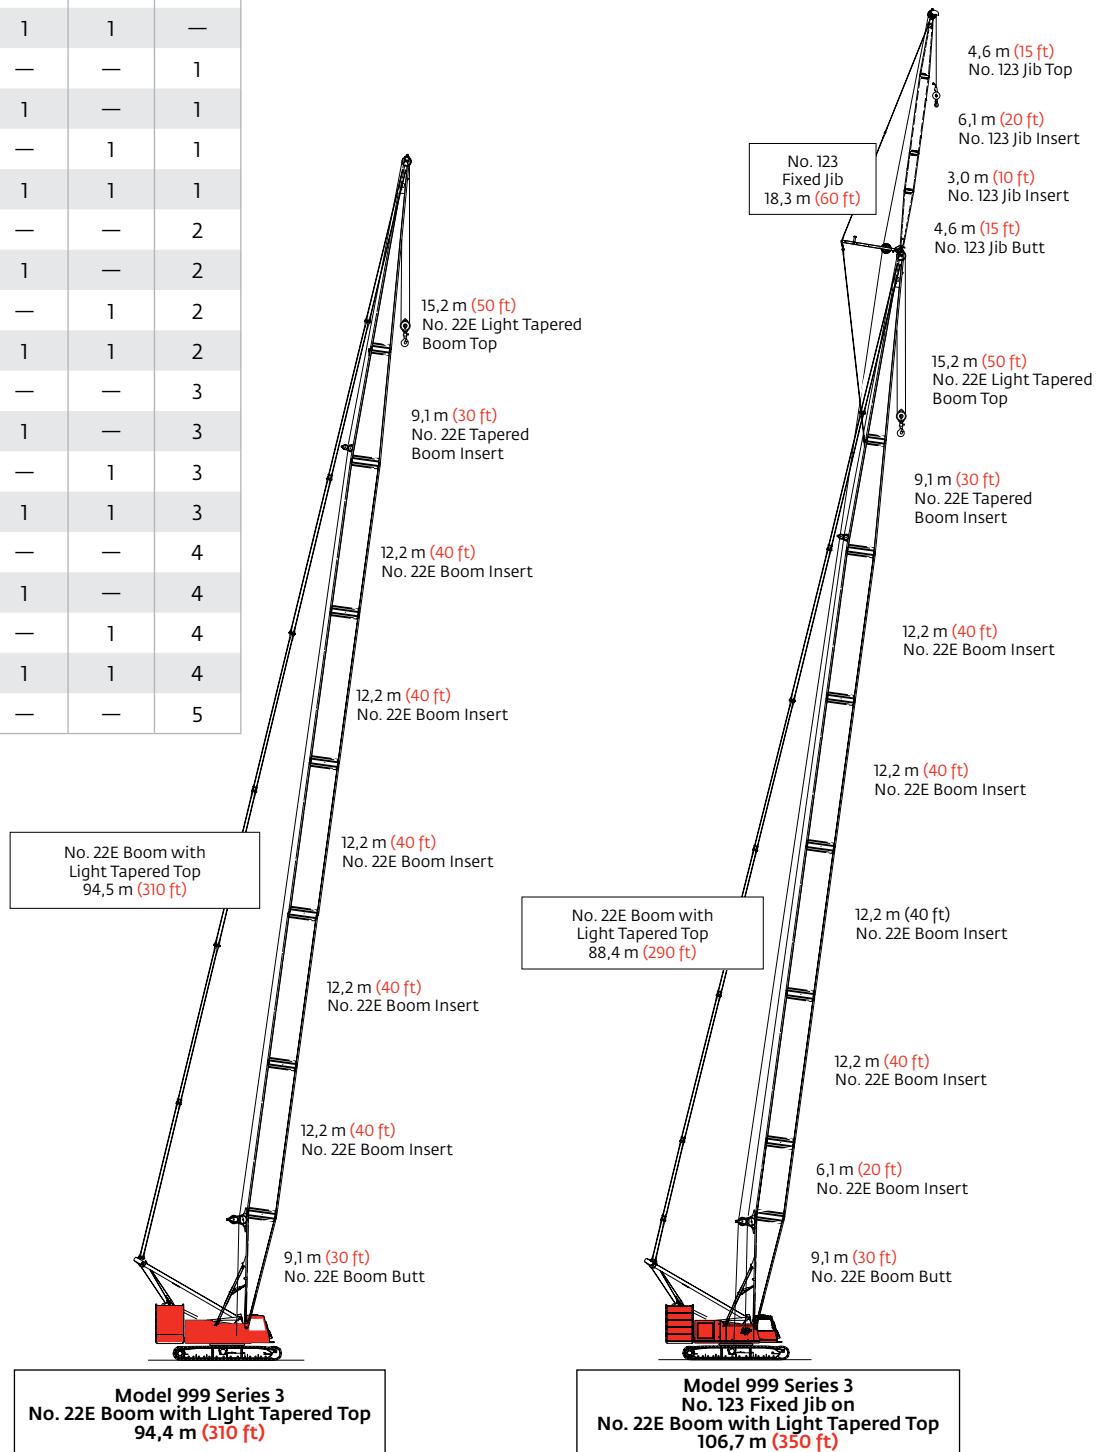 1 1 —
— — 1
1 — 1
— 1 1
1 1 1
— — 2
1 — 2
— 1 2
1 1 2
— — 3
1 — 3
— 1 3
1 1 3
— — 4
1 — 4
— 1 4
1 1 4
— — 5
15,2 m (50 ft)
No. 22E Light Tapered
Boom Top
9,1 m (30 ft)
No. 22E Tapered
Boom Insert
12,2 m (40 ft)
No. 22E Boom Insert
12,2 m (40 ft)
No. 22E Boom Insert
12,2 m (40 ft)
No. 22E Boom Insert
12,2 m (40 ft)
No. 22E Boom Insert
12,2 m (40 ft)
No. 22E Boom Insert
9,1 m (30 ft)
No. 22E Boom Butt
No. 22E Boom with
Light Tapered Top
94,5 m (310 ft)
Model 999 Series 3
No. 22E Boom with LIght Tapered Top
94,4 m (310 ft)
4,6 m (15 ft)
No. 123 Jib Top
6,1 m (20 ft)
No. 123 Jib Insert
3,0 m (10 ft)
No. 123 Jib Insert
4,6 m (15 ft)
No. 123 Jib Butt
No. 123
Fixed Jib
18,3 m (60 ft)
15,2 m (50 ft)
No. 22E Light Tapered
Boom Top
9,1 m (30 ft)
No. 22E Tapered
Boom Insert
12,2 m (40 ft)
No. 22E Boom Insert
12,2 m (40 ft)
No. 22E Boom Insert
12,2 m (40 ft)
No. 22E Boom Insert
12,2 m (40 ft)
No. 22E Boom Insert
6,1 m (20 ft)
No. 22E Boom Insert
9,1 m (30 ft)
No. 22E Boom Butt
No. 22E Boom with
Light Tapered Top
88,4 m (290 ft)
Model 999 Series 3
No. 123 Fixed Jib on
No. 22E Boom with Light Tapered Top
106,7 m (350 ft)